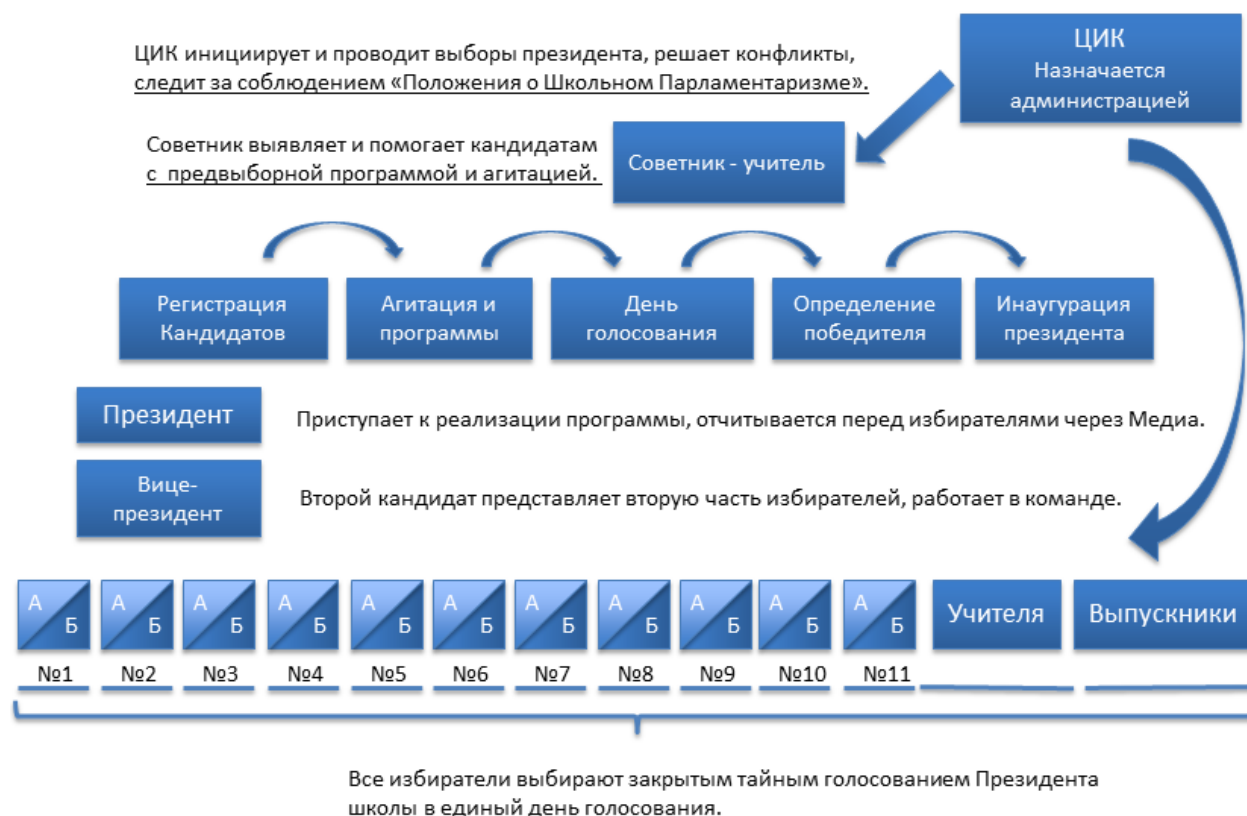 ЦИК инициирует и проводит выборы президента, решает конфликты,
следит за соблюдением «Положения о Школьном Парламентаризме».
ЦИК
Назначается
администрацией
Советник выявляет и помогает кандидатам
с предвыборной программой и агитацией.
Советник - учитель
Регистрация
Кандидатов
Агитация и
программы
День
голосования
Определение
победителя
Инаугурация
президента
Президент
Приступает к реализации программы, отчитывается перед избирателями через Медиа.
Вице-
президент
Второй кандидат представляет вторую часть избирателей, работает в команде.
А Б А Б А Б А Б А Б А Б А Б А Б А Б А Б А Б Учителя Выпускники
№1 №2 №3 №4 №5 №6 №7 №8 №9 №10 №11
Все избиратели выбирают закрытым тайным голосованием Президента
школы в единый день голосования.